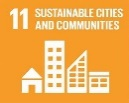 11 SUSTAINABLE CITIES
AND COMMUNITIES